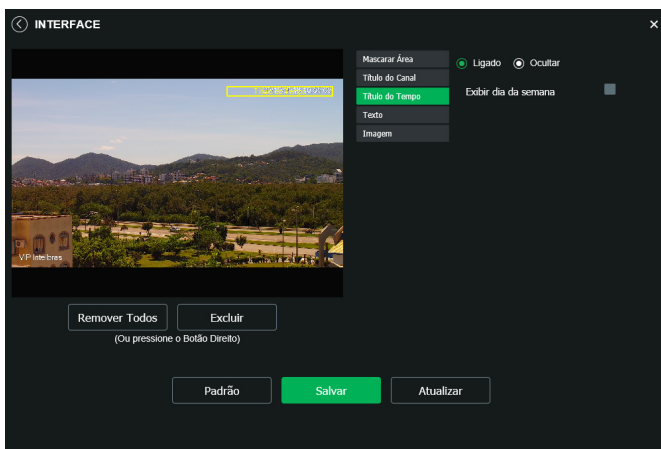 INTERFACE
Mascarar Área
Ligado
Ocultar
Título do Canal
Título do Tempo
Exibir dia da semana
Texto
Imagem
VIP Intelbras
Remover Todos
Excluir
(Ou pressione o Botão Direito)
Padrão
Salvar
Atualizar